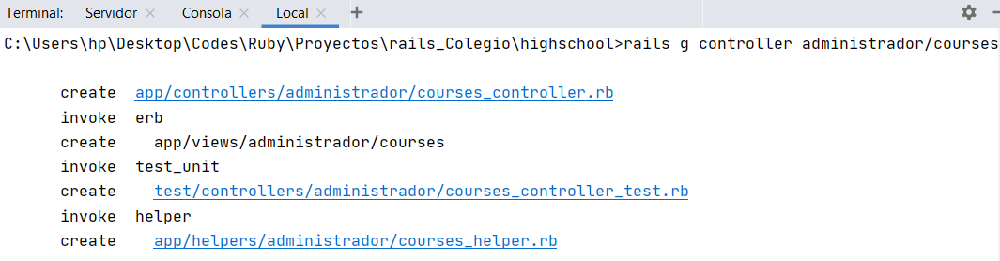 Terminal: Servidor × Consola × Local × +
C:\Users\hp\Desktop\Codes\Ruby\Proyectos\rails_Colegio\highschool>rails g controller administrador/courses
create app/controllers/administrador/courses_controller.rb
invoke erb
create app/views/administrador/courses
invoke test_unit
create test/controllers/administrador/courses_controller_test.rb
invoke helper
create app/helpers/administrador/courses_helper.rb